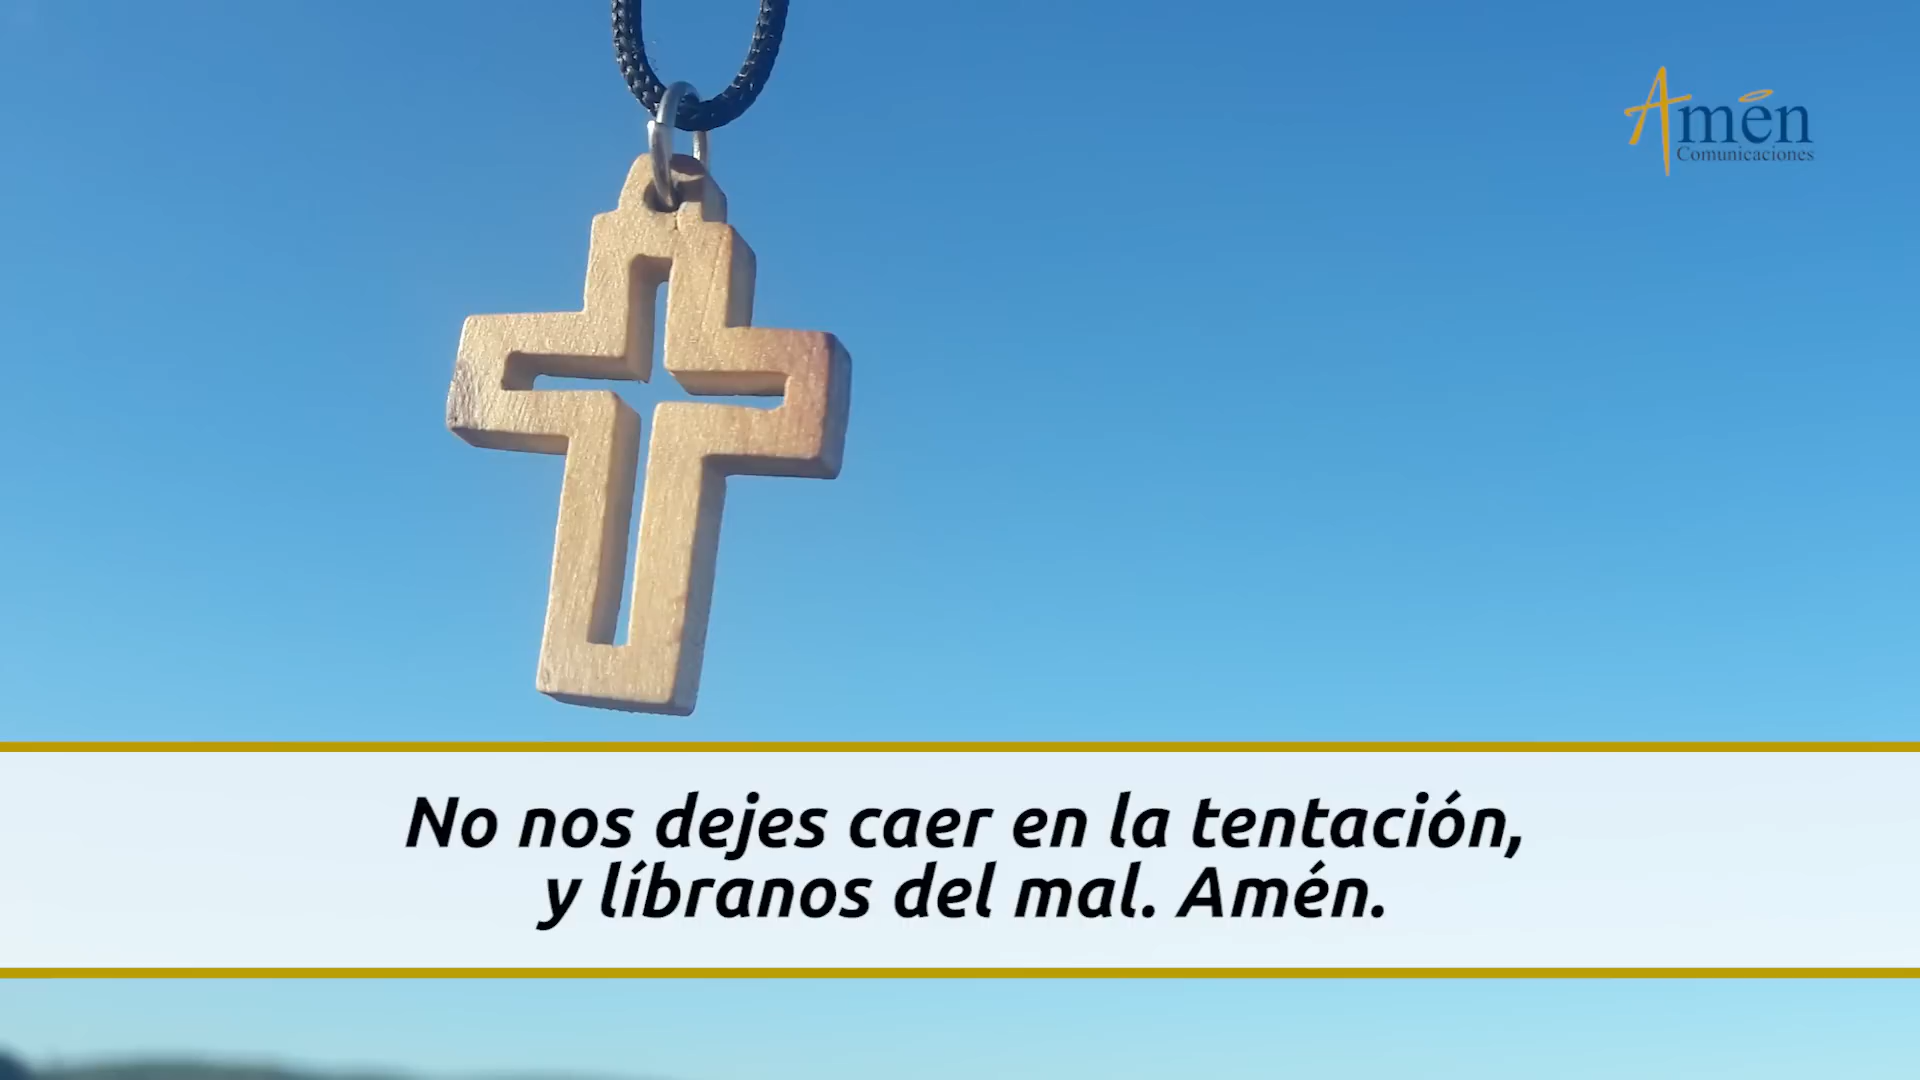 Amén
Comunicaciones
No nos dejes caer en la tentación,
y líbranos del mal. Amén.